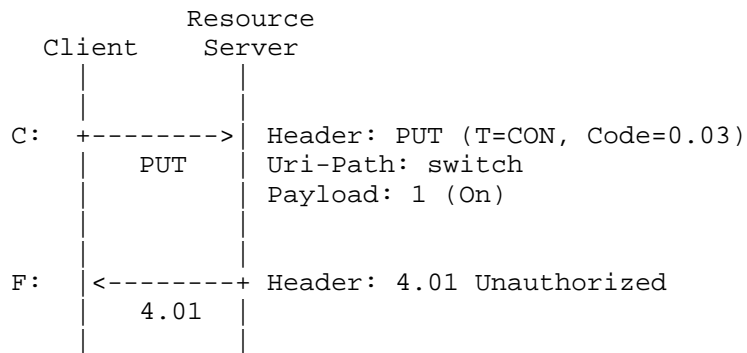 Resource
Client Server
C: +-------->| Header: PUT (T=CON, Code=0.03)
PUT | Uri-Path: switch
Payload: 1 (On)
F: |<--------+ Header: 4.01 Unauthorized
4.01